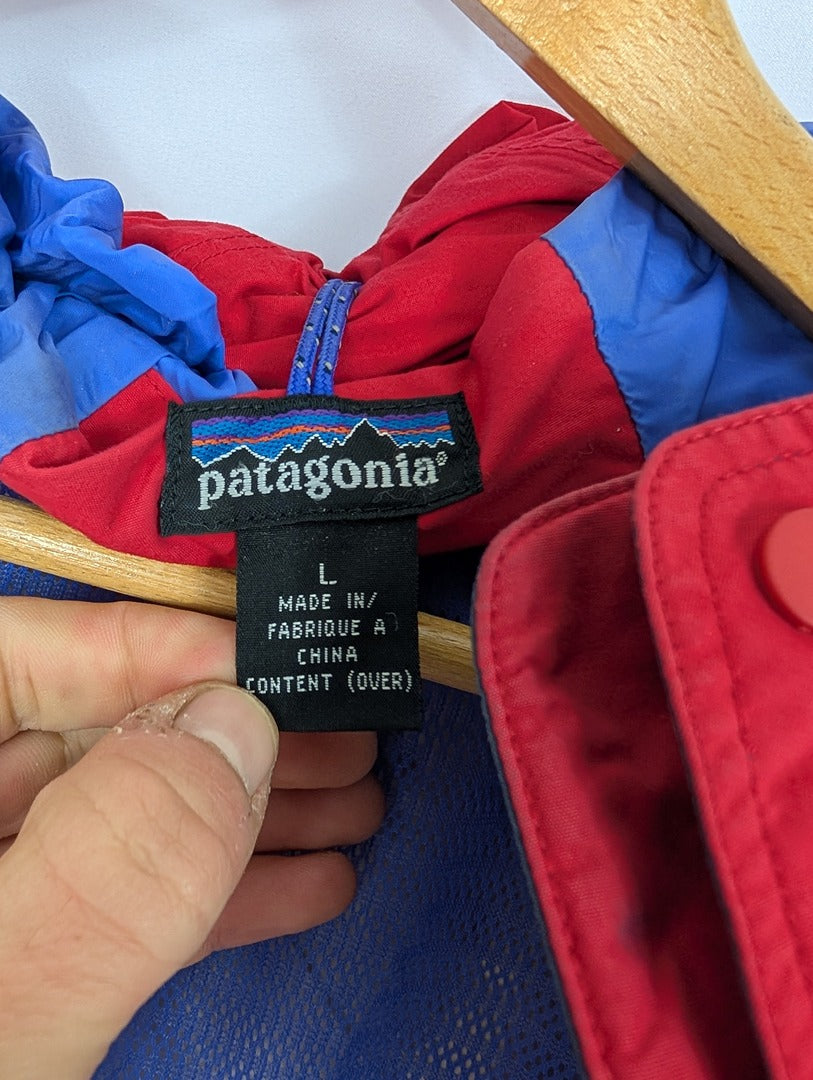 patagonia®
L
MADE IN/
FABRIQUE A
CHINA
CONTENT (OVER)